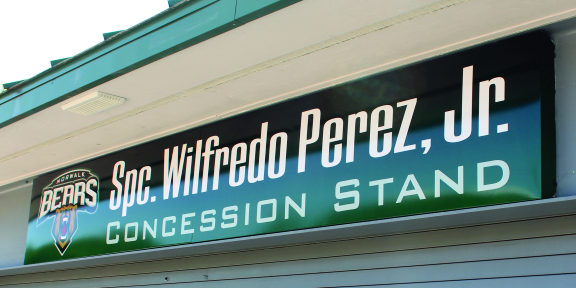 NORWALK
BEARS
Spc. Wilfredo Perez, Jr.
CONCESSION STAND